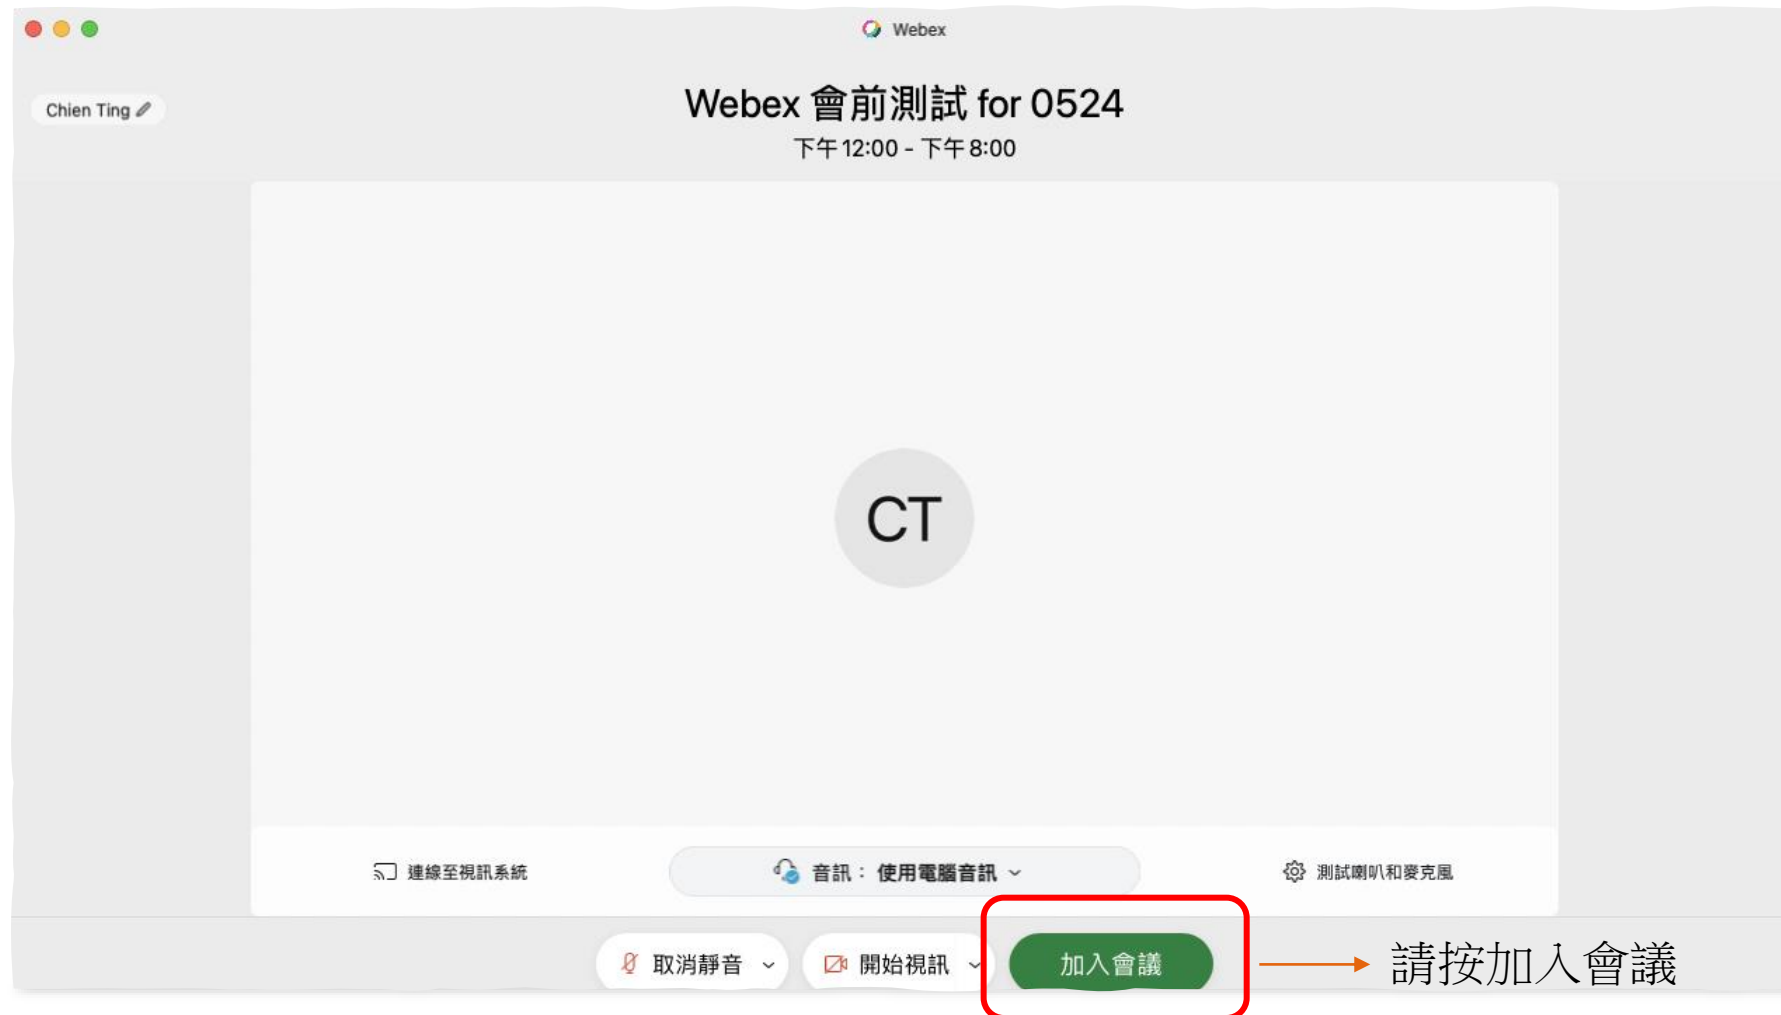 Webex
Chien Ting
Webex 會前測試 for 0524
下午 12:00 - 下午 8:00
CT
連線至視訊系統
音訊： 使用電腦音訊
測試喇叭和麥克風
取消靜音
開始視訊
加入會議
請按加入會議